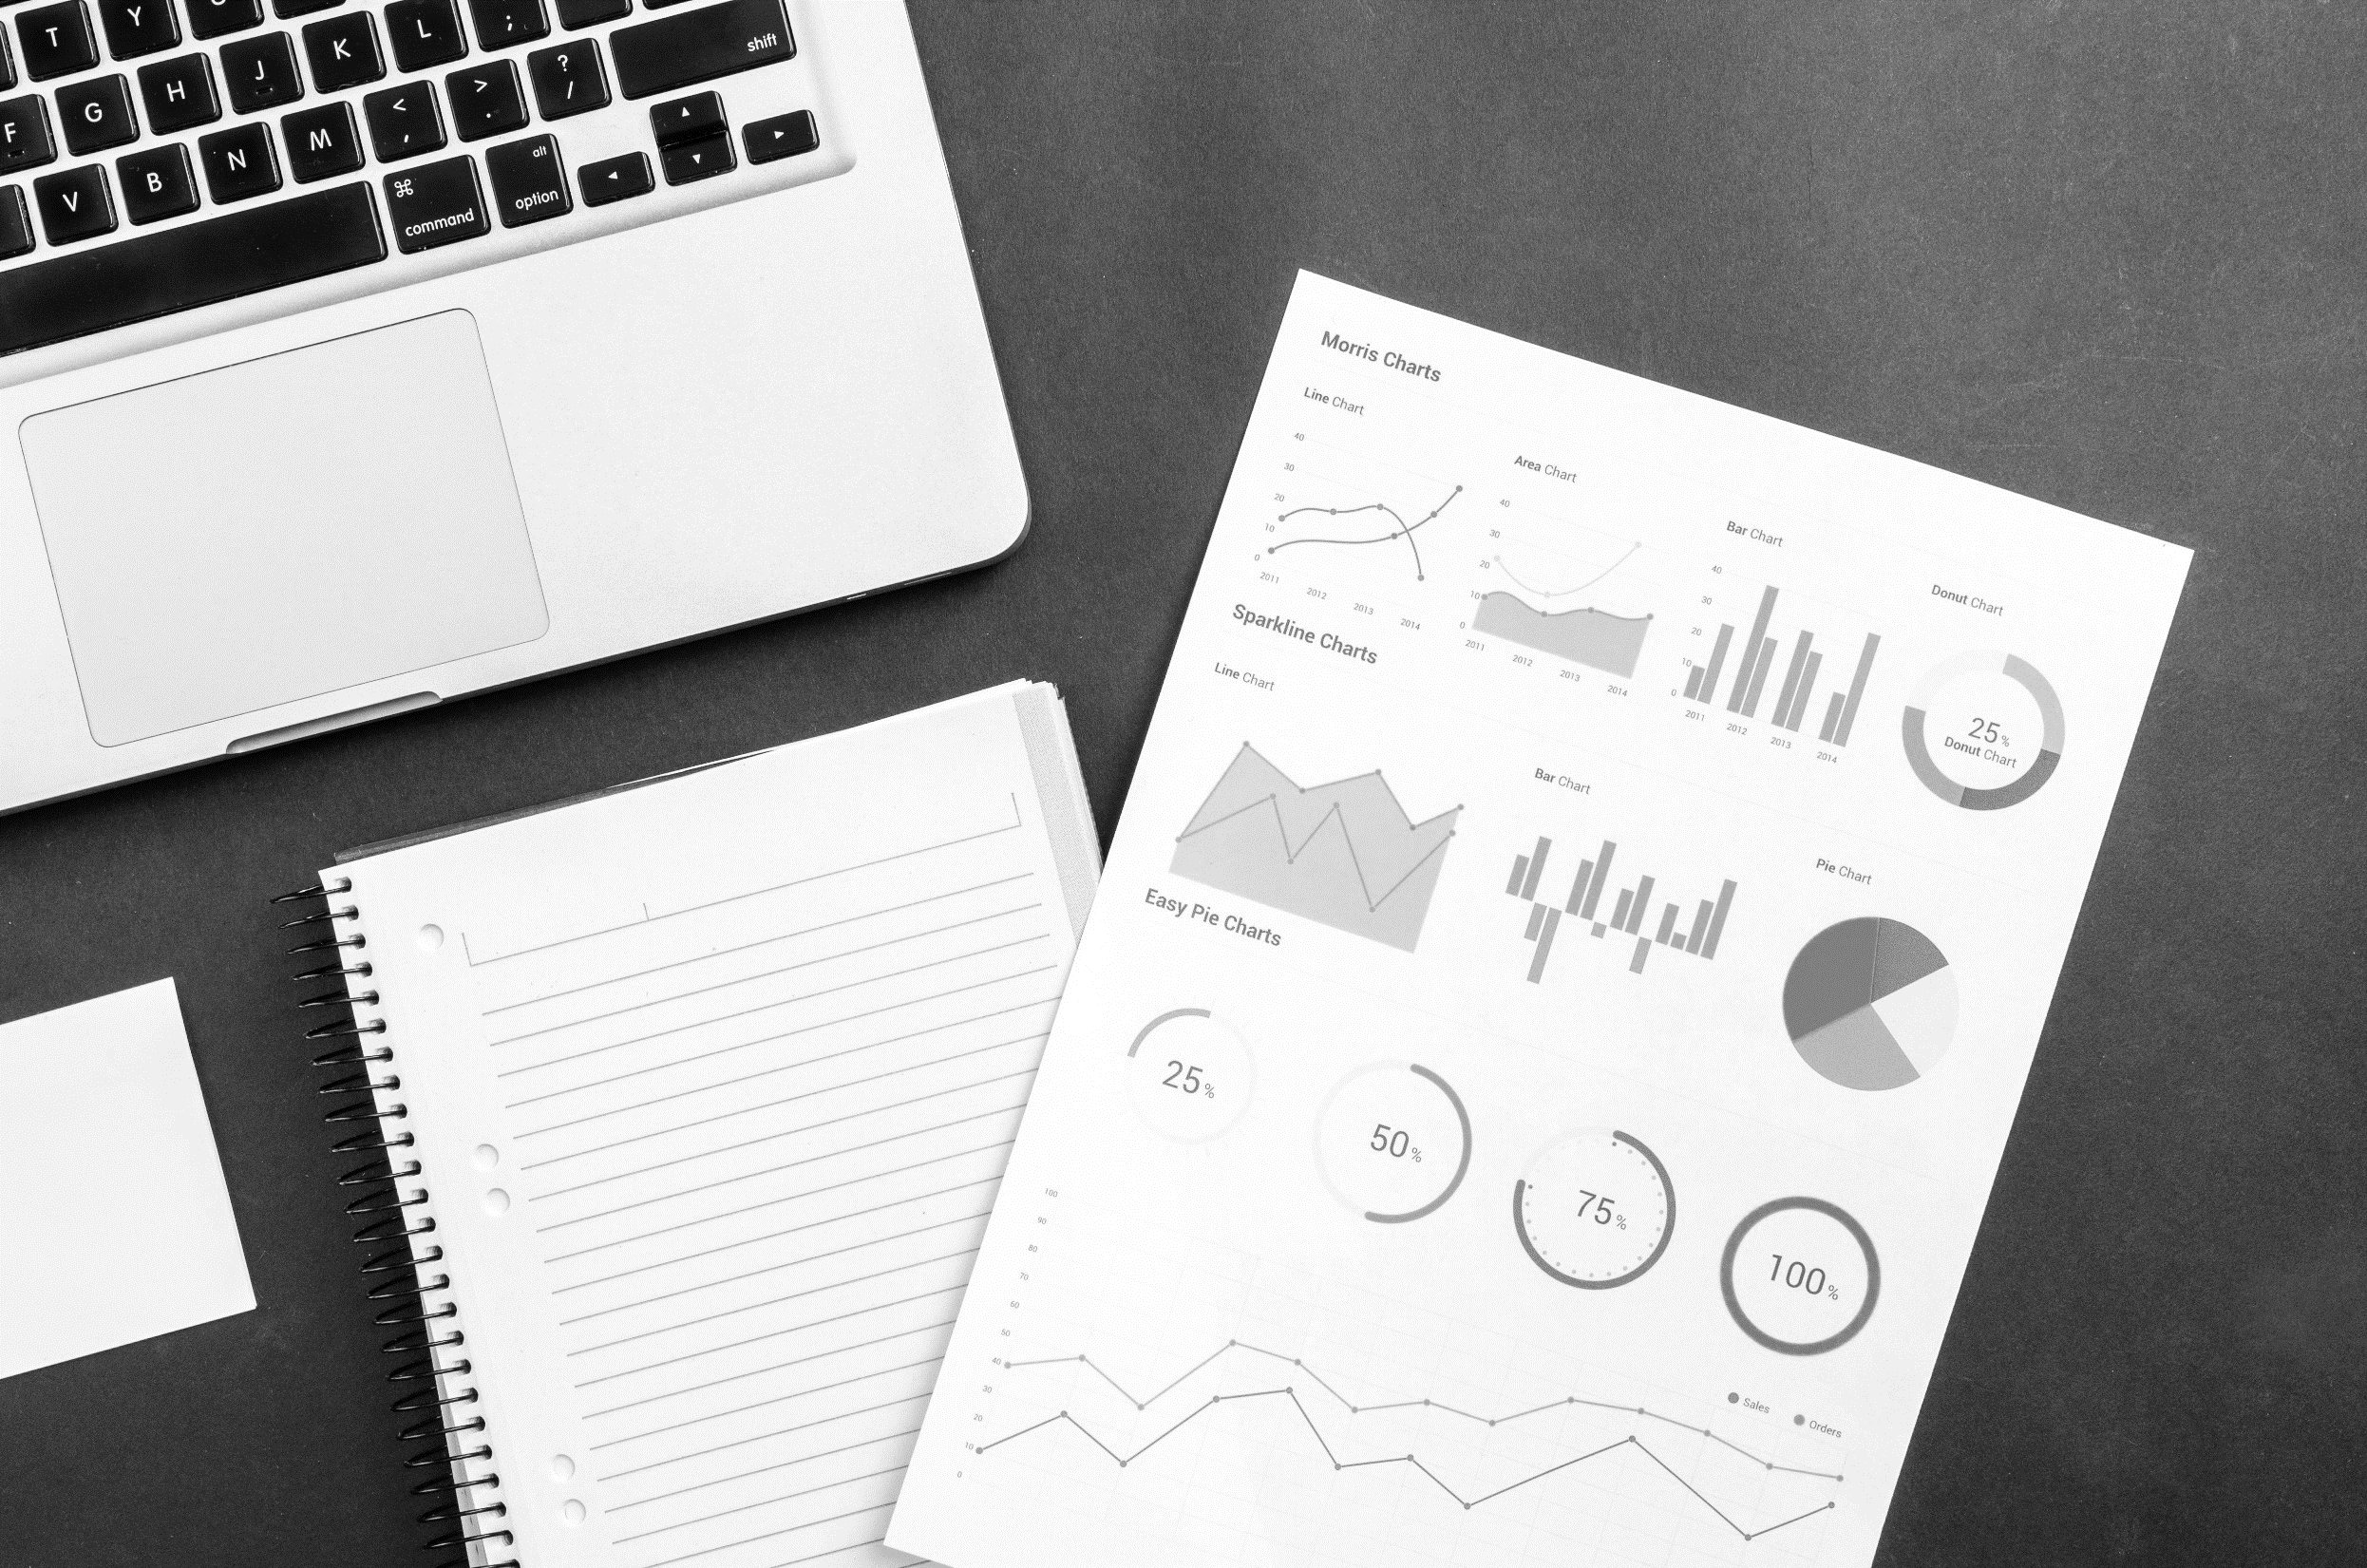 T Y
;
shift
F G H J K L
?
/
<
,
>
.
V B N M
alt
option
⌘
command
Morris Charts
Line Chart
40
30
20
10
0
2011 2012 2013 2014
Area Chart
40
30
20
10
0
2011 2012 2013 2014
Bar Chart
40
30
20
10
0
2011 2012 2013 2014
Donut Chart
25%
Donut Chart
Sparkline Charts
Line Chart
Bar Chart
Pie Chart
Easy Pie Charts
25%
50%
75%
100%
100
90
80
70
60
50
40
30
20
10
0
Sales
Orders